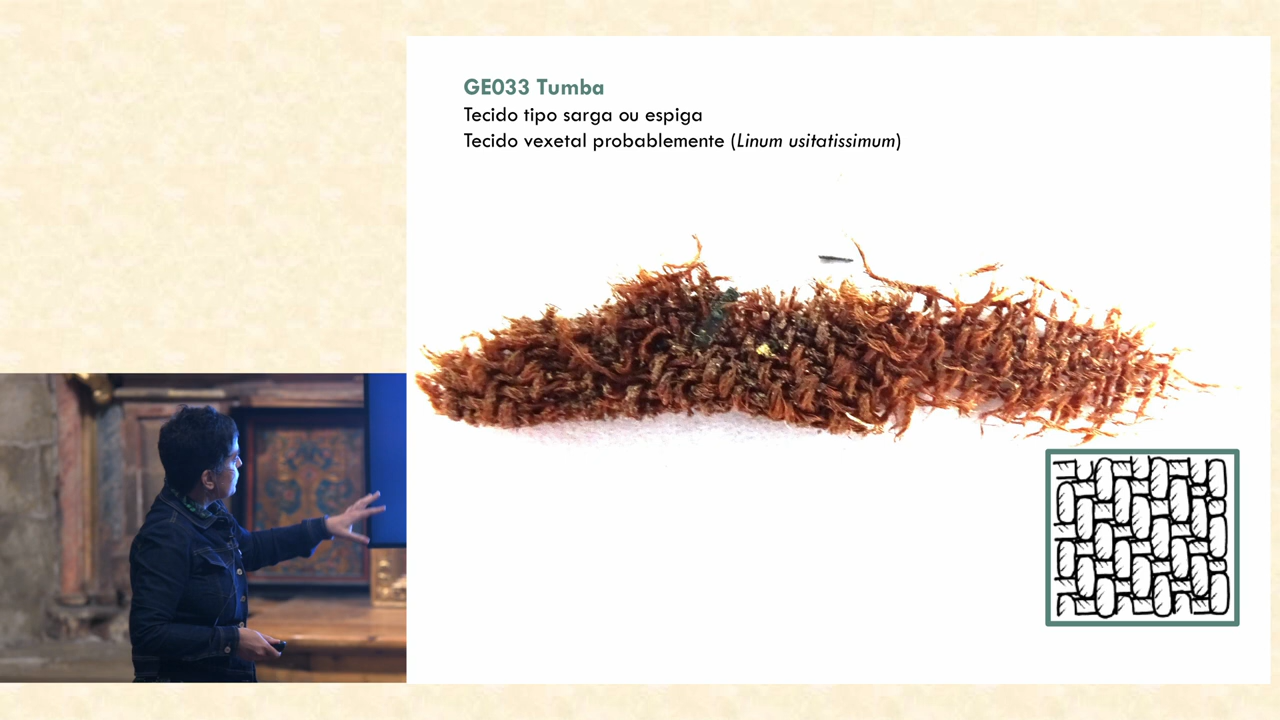 GE033 Tumba
Tecido tipo sarga ou espiga
Tecido vexetal probablemente (Linum usitatissimum)